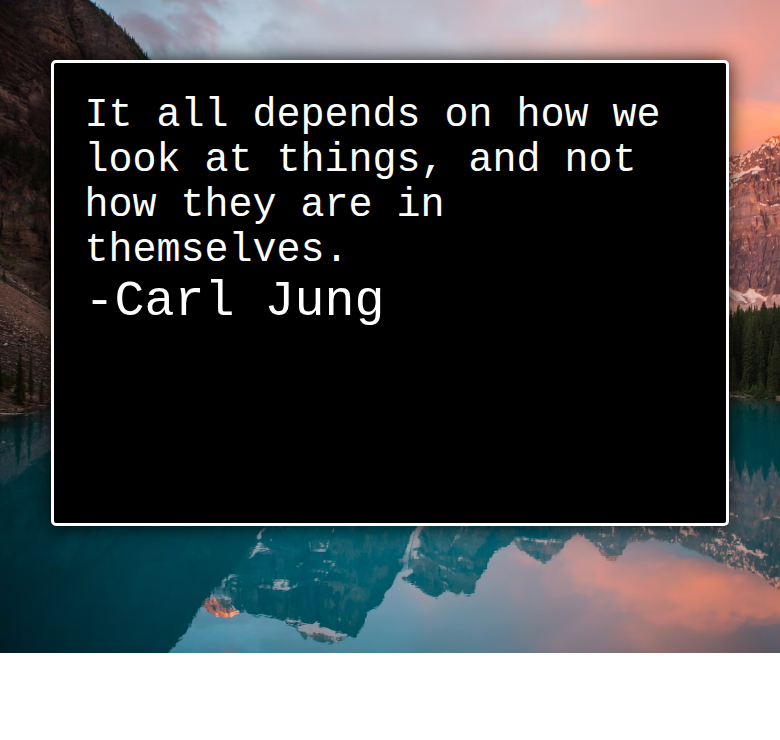 It all depends on how we
look at things, and not
how they are in
themselves.
-Carl Jung